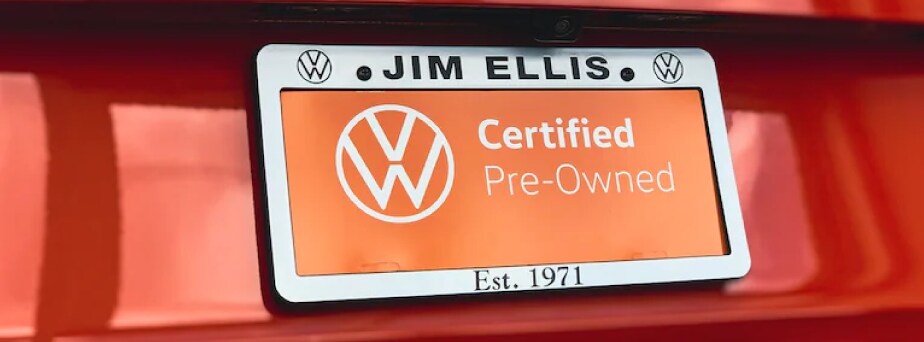 JIM ELLIS
Certified
Pre-Owned
Est. 1971